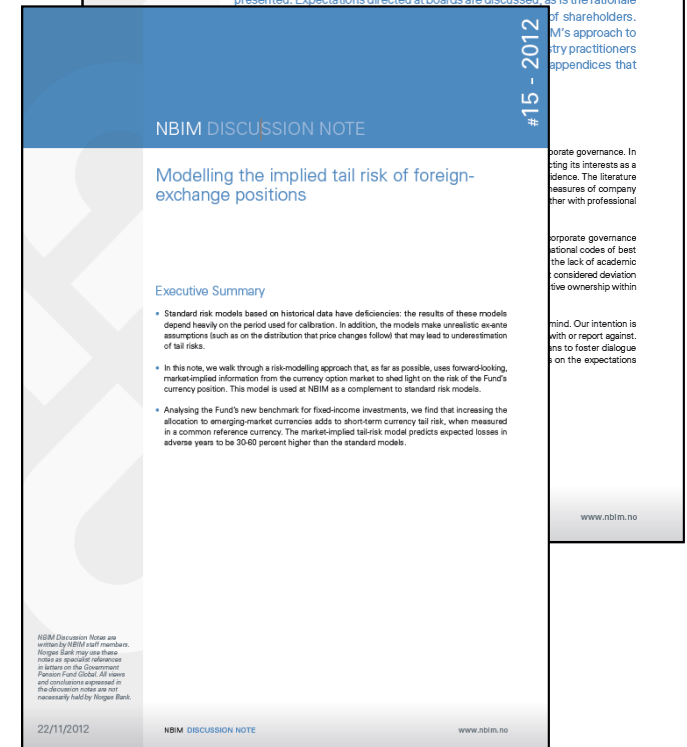 presented. Expectations directed at boards are discussed, as is the rationale
of shareholders.
M's approach to
stry practitioners
appendices that
#15 - 2012
NBIM DISCUSSION NOTE
Modelling the implied tail risk of foreign-
exchange positions
porate governance. In
cting its interests as a
idence. The literature
neasures of company
ther with professional
corporate governance
ational codes of best
the lack of academic
t considered deviation
tive ownership within
Executive Summary
• Standard risk models based on historical data have deficiencies: the results of these models
depend heavily on the period used for calibration. In addition, the models make unrealistic ex-ante
assumptions (such as on the distribution that price changes follow) that may lead to underestimation
of tail risks.
mind. Our intention is
with or report against.
ans to foster dialogue
s on the expectations
• In this note, we walk through a risk-modelling approach that, as far as possible, uses forward-looking,
market-implied information from the currency option market to shed light on the risk of the Fund's
currency position. This model is used at NBIM as a complement to standard risk models.
• Analysing the Fund's new benchmark for fixed-income investments, we find that increasing the
allocation to emerging-market currencies adds to short-term currency tail risk, when measured
in a common reference currency. The market-implied tail-risk model predicts expected losses in
adverse years to be 30-60 percent higher than the standard models.
www.nbim.no
NBIM Discussion Notes are
written by NBIM staff members.
Norges Bank may use these
notes as specialist references
in letters on the Government
Pension Fund Global. All views
and conclusions expressed in
the discussion notes are not
necessarily held by Norges Bank.
22/11/2012
NBIM DISCUSSION NOTE
www.nbim.no